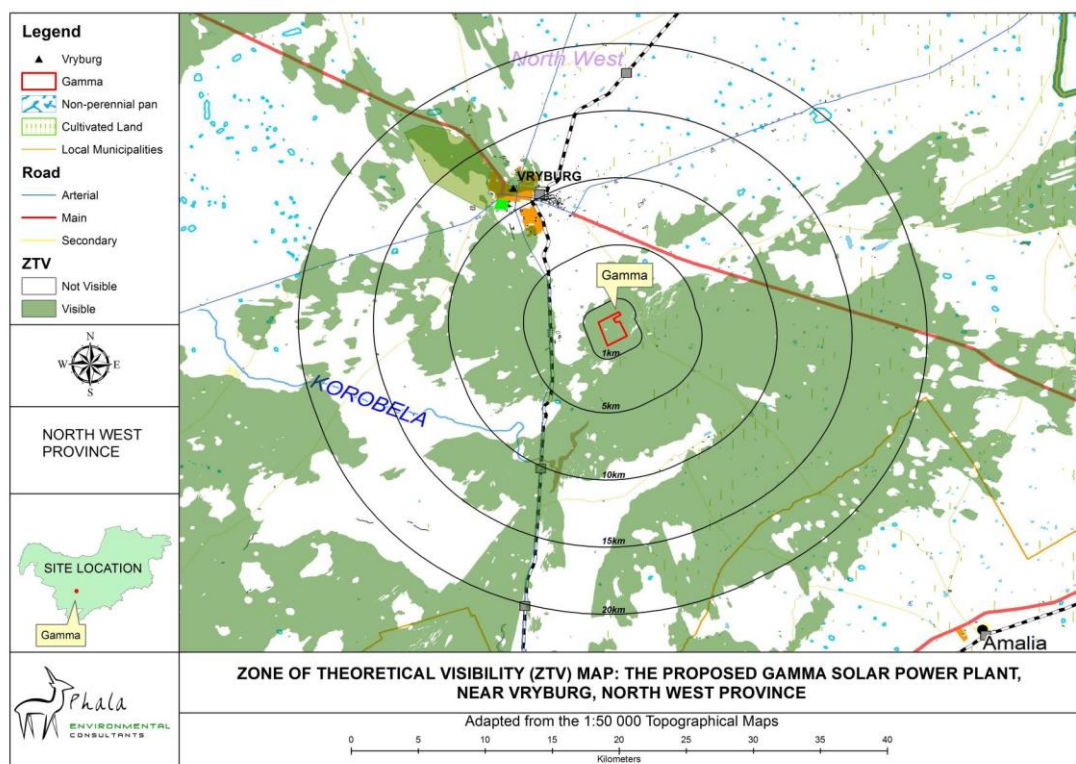 Legend
Vryburg
Gamma
Non-perennial pan
Cultivated Land
Local Municipalities
Road
Arterial
Main
Secondary
ZTV
Not Visible
Visible
N
W
E
S
NORTH WEST
PROVINCE
SITE LOCATION
Gamma
Phala
ENVIRONMENTAL
CONSULTANTS
North West
VRYBURG
Gamma
1km
5km
KOROBELA
10km
15km
20km
Amalia
ZONE OF THEORETICAL VISIBILITY (ZTV) MAP: THE PROPOSED GAMMA SOLAR POWER PLANT,
NEAR VRYBURG, NORTH WEST PROVINCE
Adapted from the 1:50 000 Topographical Maps
0 5 10 15 20 30 40
Kilometers